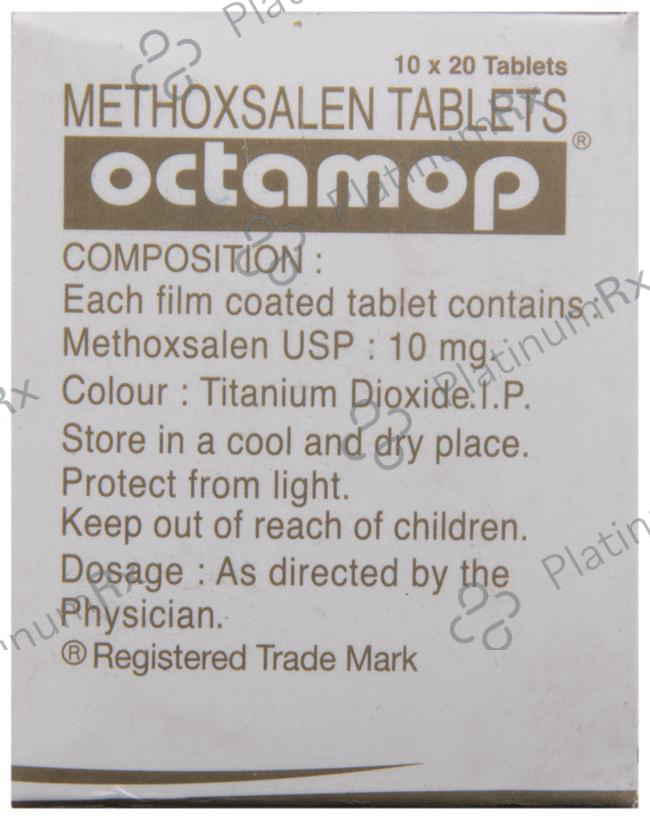 10 x 20 Tablets
METHOXSALEN TABLETS
octamop®
COMPOSITION :
Each film coated tablet contains :
Methoxsalen USP : 10 mg.
Colour : Titanium Dioxide I.P.
Store in a cool and dry place.
Protect from light.
Keep out of reach of children.
Dosage : As directed by the
Physician.
® Registered Trade Mark
PlatinumRx